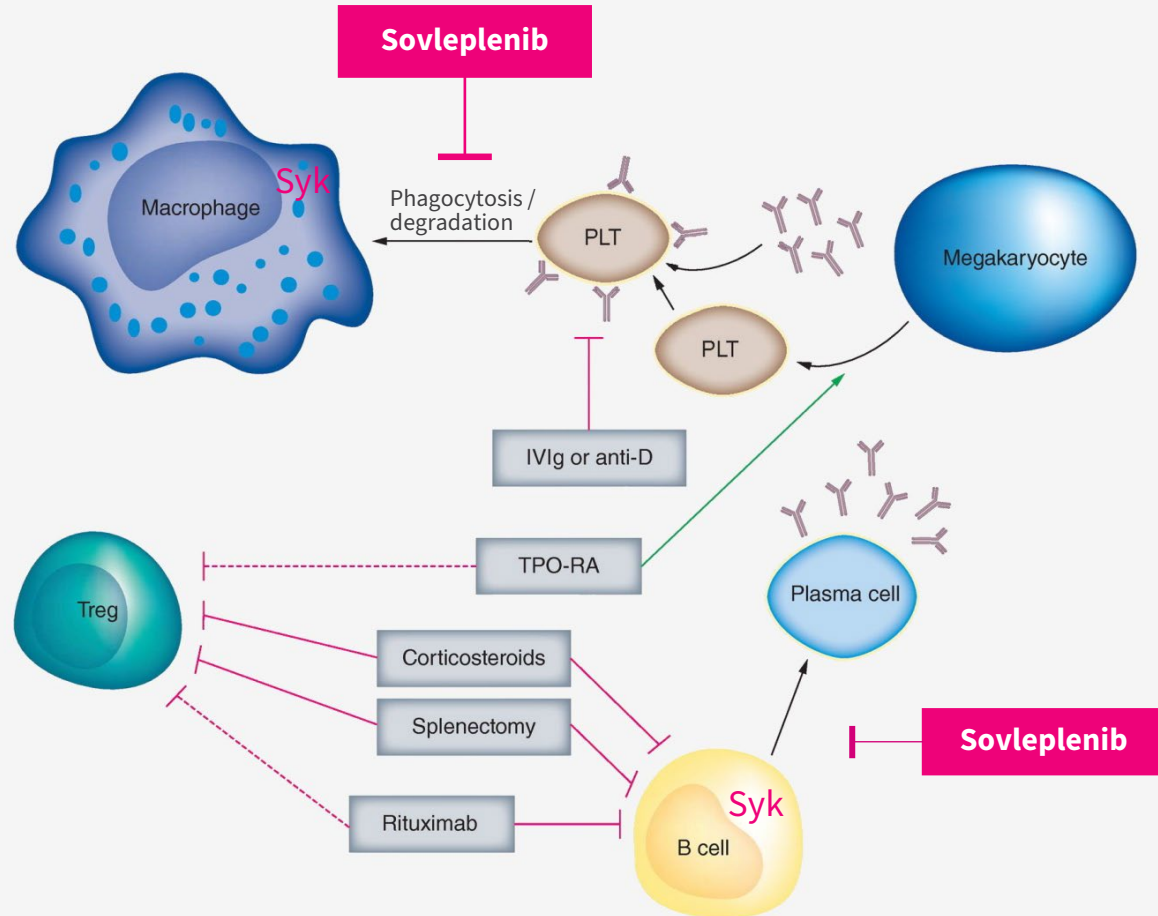 Sovleplenib
Syk
Macrophage
Phagocytosis /
degradation
PLT
Megakaryocyte
PLT
IVIg or anti-D
TPO-RA
Treg
Plasma cell
Corticosteroids
Splenectomy
Sovleplenib
Syk
Rituximab
B cell